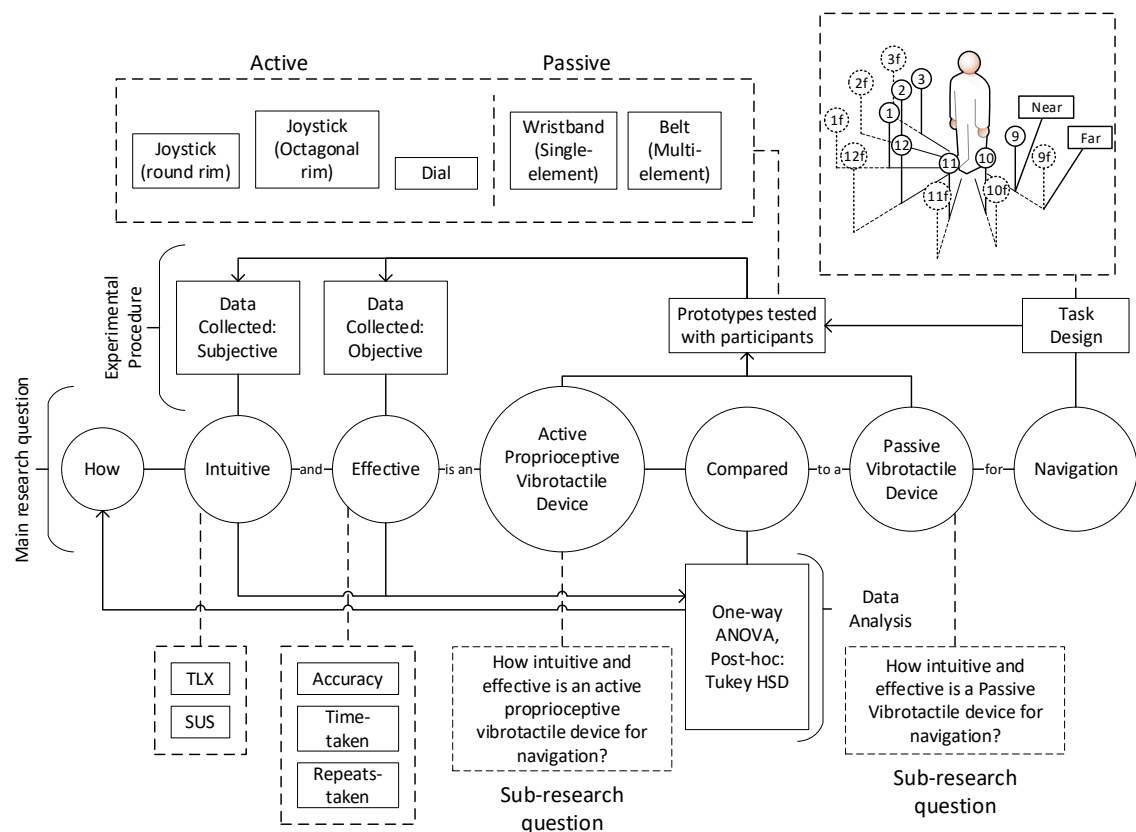 Active
Passive
Joystick
(round rim)
Joystick
(Octagonal
rim)
Dial
Wristband
(Single-
element)
Belt
(Multi-
element)
3f
2f
3
2
1f
1
12f
12
11
10
9
9f
11f
10f
Near
Far
Experimental
Procedure
Data
Collected:
Subjective
Data
Collected:
Objective
Prototypes tested
with participants
Task
Design
Main research question
How
Intuitive
and
Effective
is an
Active
Proprioceptive
Vibrotactile
Device
Compared
to a
Passive
Vibrotactile
Device
for
Navigation
TLX
SUS
Accuracy
Time-
taken
Repeats-
taken
How intuitive and
effective is an active
proprioceptive
vibrotactile device for
navigation?
Sub-research
question
One-way
ANOVA,
Post-hoc:
Tukey HSD
Data
Analysis
How intuitive and
effective is a Passive
Vibrotactile device for
navigation?
Sub-research
question